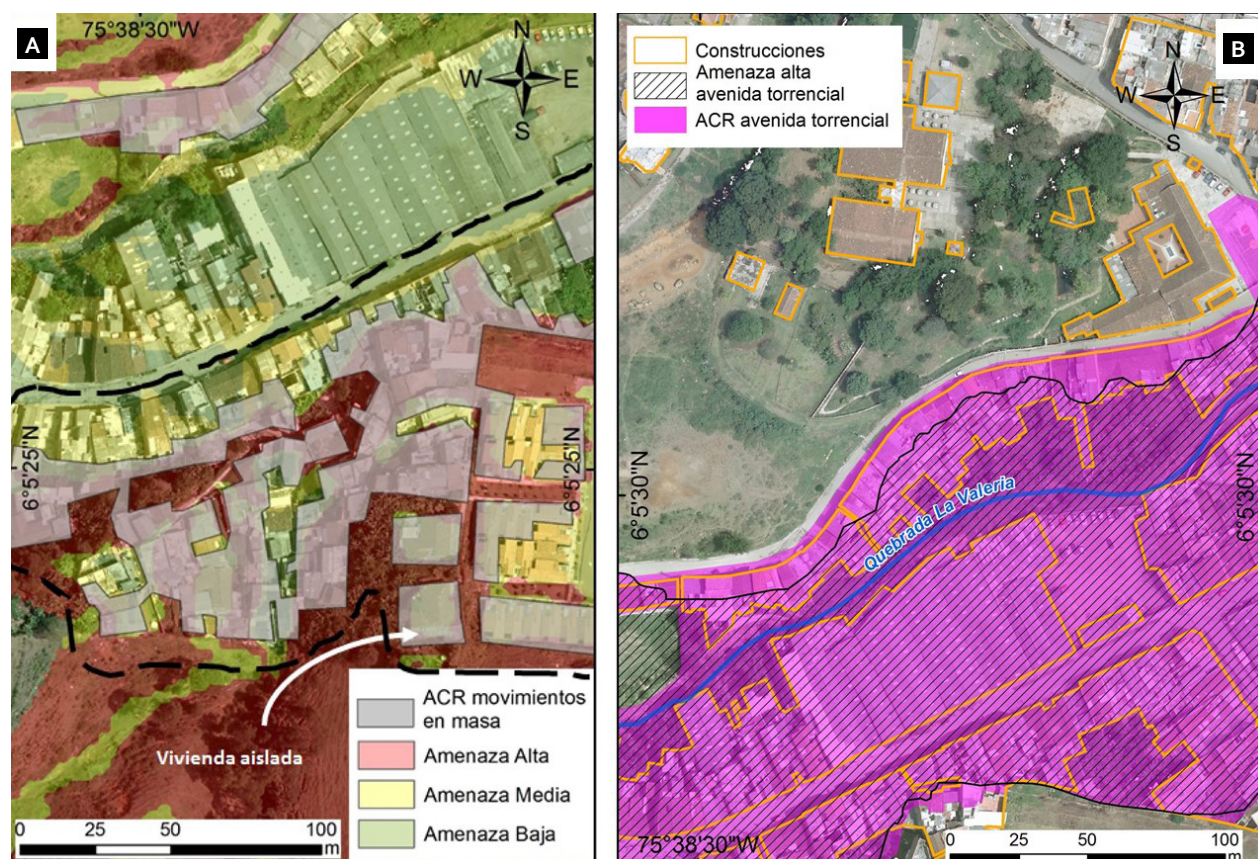 A
75°38'30"W
N
W
E
S
6°5'25"N
6°5'25"N
Vivienda aislada
ACR movimientos
en masa
Amenaza Alta
Amenaza Media
Amenaza Baja
0 25 50 100
m
B
Construcciones
Amenaza alta
avenida torrencial
ACR avenida torrencial
N
W
E
S
6°5'30"N
6°5'30"N
Quebrada La Valeria
75°38'30"W
0 25 50 100
m